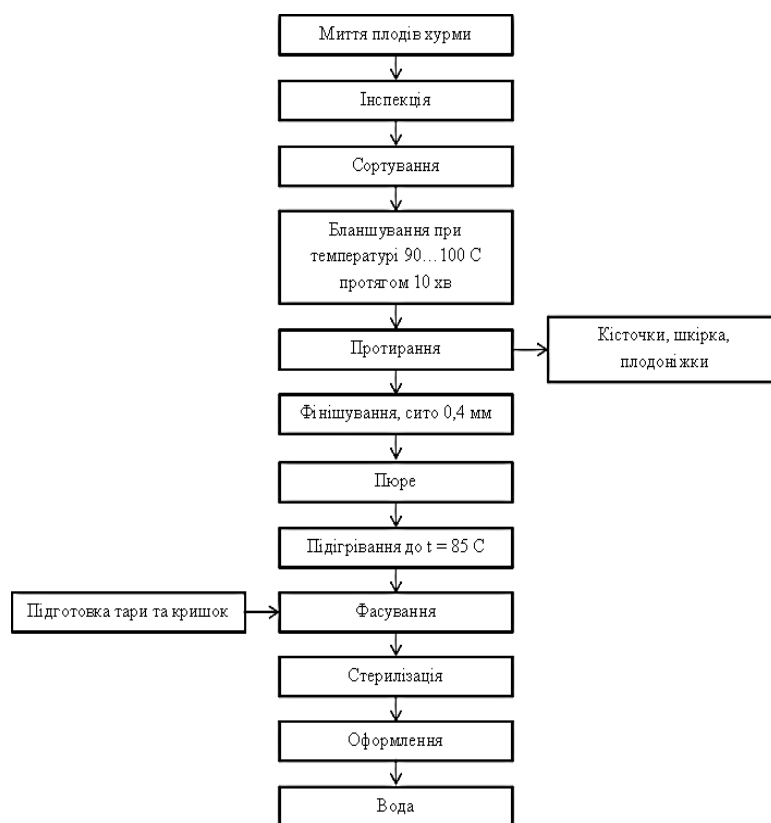 Миття плодів хурми
Інспекція
Сортування
Бланшування при
температурі 90...100 С
протягом 10 хв
Протирання
Кісточки, шкірка,
плодоніжки
Фінішування, сито 0,4 мм
Пюре
Підігрівання до t = 85 С
Підготовка тари та кришок
Фасування
Стерилізація
Оформлення
Вода